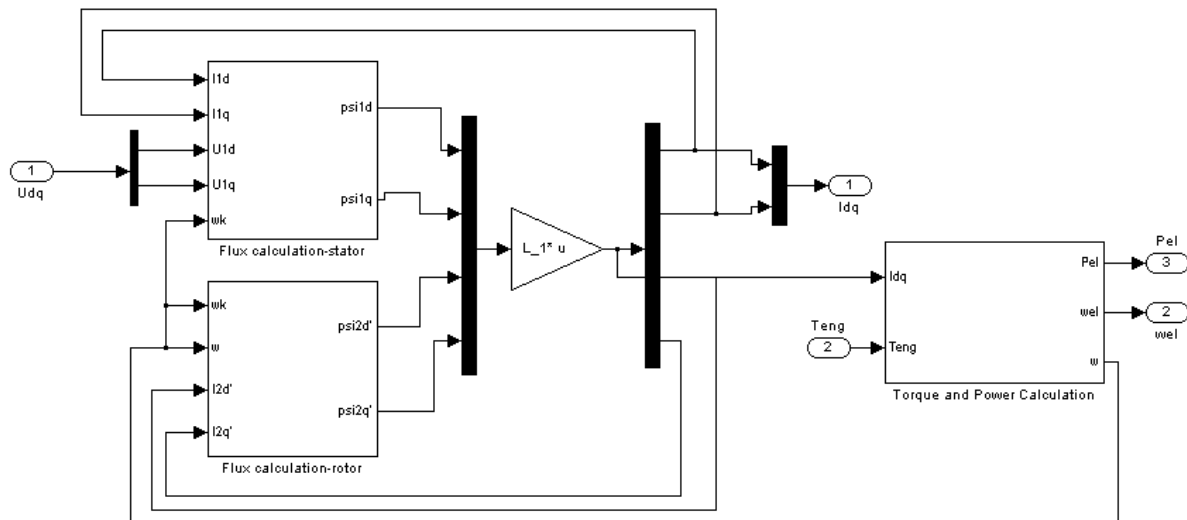 I1d
I1q
U1d
U1q
wk
psi1d
psi1q
Flux calculation-stator
1
Udq
wk
w
I2d'
I2q'
psi2d'
psi2q'
Flux calculation-rotor
L_1* u
1
Idq
Teng
2
Idq
Teng
Pel
wel
w
Torque and Power Calculation
Pel
3
2
wel